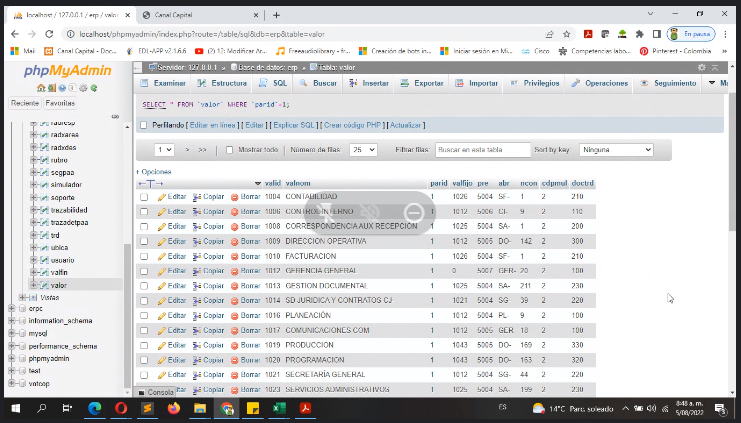 localhost / 127.0.0.1 / erp / valor
Canal Capital
localhost/phpmyadmin/index.php?route=/table/sql&db=erp&table=valor
En pausa
Mail
Canal Capital - Doc...
EDL-APP v2.1.6.6
(2) 12: Modificar Ar...
Freeaudiolibrary - fr...
Creación de bots in...
Iniciar sesión en Mi...
Cisco
Competencias labo...
Pinterest - Colombia
»
phpMyAdmin
Reciente
Favoritas
radresp
radxarea
radxdes
rubro
segpaa
simulador
soporte
trazabilidad
trazadetpaa
trd
ubica
usuario
valfin
valor
Vistas
erpc
information_schema
mysql
performance_schema
phpmyadmin
test
votcop
Servidor: 127.0.0.1 » Base de datos: erp » Tabla: valor
Examinar
Estructura
SQL
Buscar
Insertar
Exportar
Importar
Privilegios
Operaciones
Seguimiento
SELECT * FROM `valor` WHERE `parid`=1;
Perfilando [ Editar en línea ] [ Editar ] [ Explicar SQL ] [ Crear código PHP ] [ Actualizar ]
1 > >> Mostrar todo Número de filas: 25 Filtrar filas: Buscar en esta tabla Sort by key: Ninguna
+ Opciones
valid valnom parid valfijo pre abr ncon cdpmul doctrd
Editar Copiar Borrar 1004 CONTABILIDAD 1 1026 5004 SF- 1 2 210
Editar Copiar Borrar 1006 CONTROL INTERNO 1 1012 5006 CI- 9 2 110
Editar Copiar Borrar 1008 CORRESPONDENCIA AUX RECEPCIÓN 1 1025 5004 SA- 1 2 200
Editar Copiar Borrar 1009 DIRECCION OPERATIVA 1 1012 5005 DO- 142 2 300
Editar Copiar Borrar 1010 FACTURACION 1 1026 5004 SF- 1 2 210
Editar Copiar Borrar 1012 GERENCIA GENERAL 1 0 5007 GER- 20 2 100
Editar Copiar Borrar 1013 GESTION DOCUMENTAL 1 1025 5004 SA- 211 2 230
Editar Copiar Borrar 1014 SD JURIDICA Y CONTRATOS CJ 1 1021 5004 SG- 39 2 220
Editar Copiar Borrar 1016 PLANEACIÓN 1 1012 5004 PL- 9 2 100
Editar Copiar Borrar 1017 COMUNICACIONES COM 1 1012 5005 GER 18 2 100
Editar Copiar Borrar 1019 PRODUCCION 1 1043 5005 DO- 169 2 330
Editar Copiar Borrar 1020 PROGRAMACION 1 1043 5005 DO- 163 2 320
Editar Copiar Borrar 1021 SECRETARÍA GENERAL 1 1012 5004 SG- 44 2 220
Editar Copiar Borrar 1023 SERVICIOS ADMINISTRATIVOS 1 1025 5004 SA- 199 2 230
Consola
ES
14°C Parc. soleado
8:48 a. m.
5/08/2022